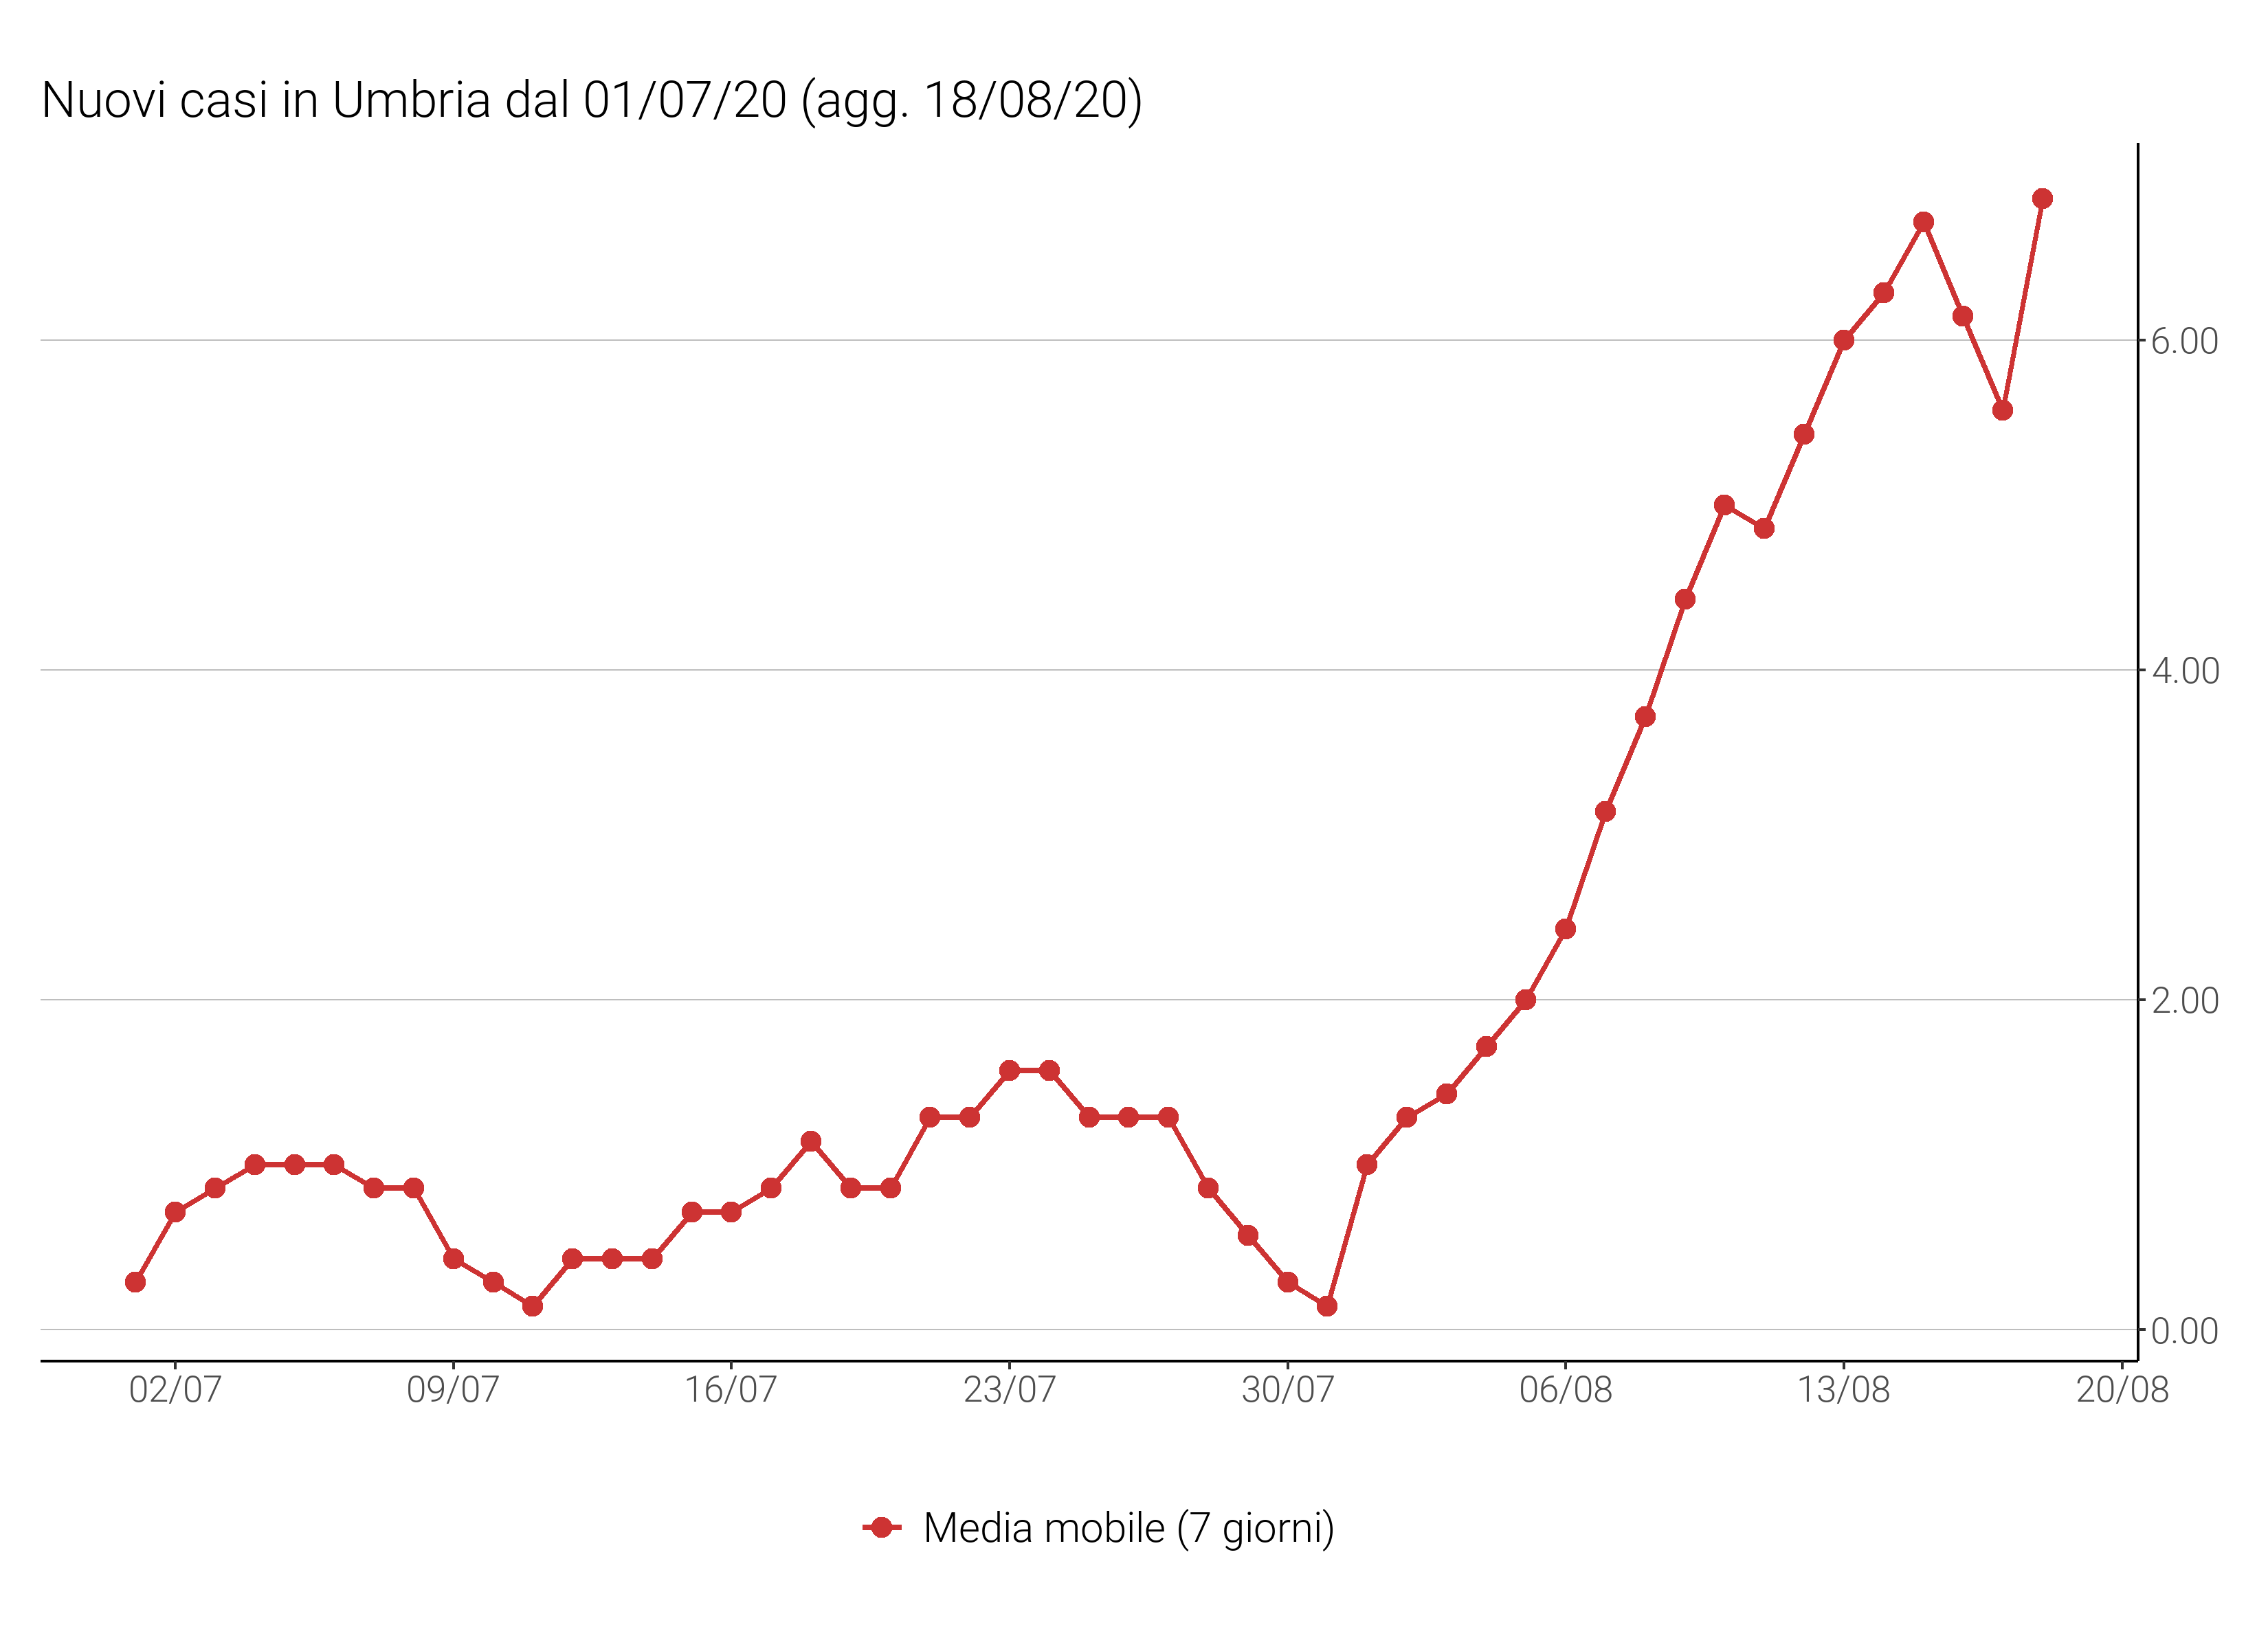 Nuovi casi in Umbria dal 01/07/20 (agg. 18/08/20)
6.00
4.00
2.00
0.00
02/07 09/07 16/07 23/07 30/07 06/08 13/08 20/08
Media mobile (7 giorni)